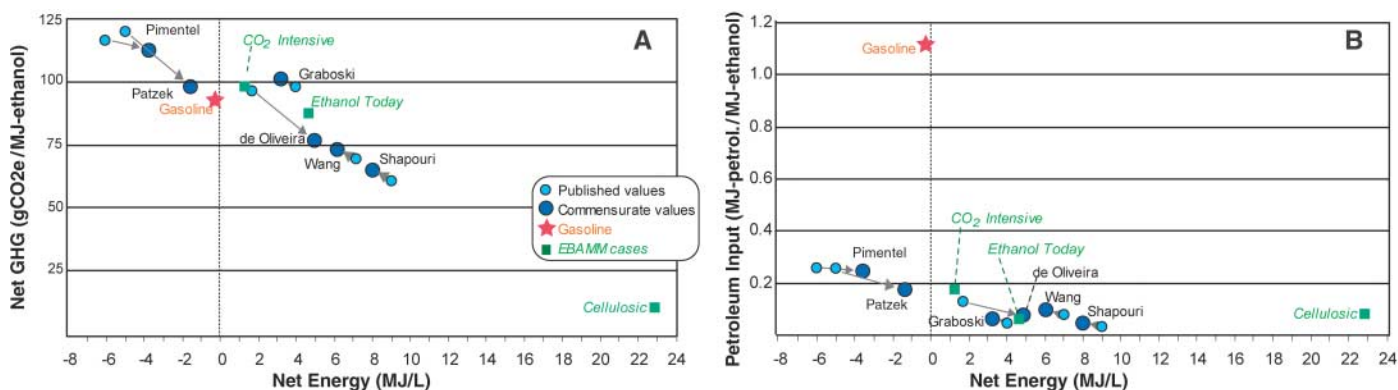 A
Net GHG (gCO2e/MJ-ethanol)
125
100
75
50
25
Pimentel
CO2 Intensive
Graboski
Patzek
Gasoline
Ethanol Today
de Oliveira
Wang
Shapouri
Published values
Commensurate values
Gasoline
EBAMM cases
Cellulosic
-8 -6 -4 -2 0 2 4 6 8 10 12 14 16 18 20 22 24
Net Energy (MJ/L)
B
Petroleum Input (MJ-petrol./MJ-ethanol)
1.2
1.0
0.8
0.6
0.4
0.2
Gasoline
CO2 Intensive
Pimentel
Ethanol Today
de Oliveira
Patzek
Wang
Graboski
Shapouri
Cellulosic
-8 -6 -4 -2 0 2 4 6 8 10 12 14 16 18 20 22 24
Net Energy (MJ/L)